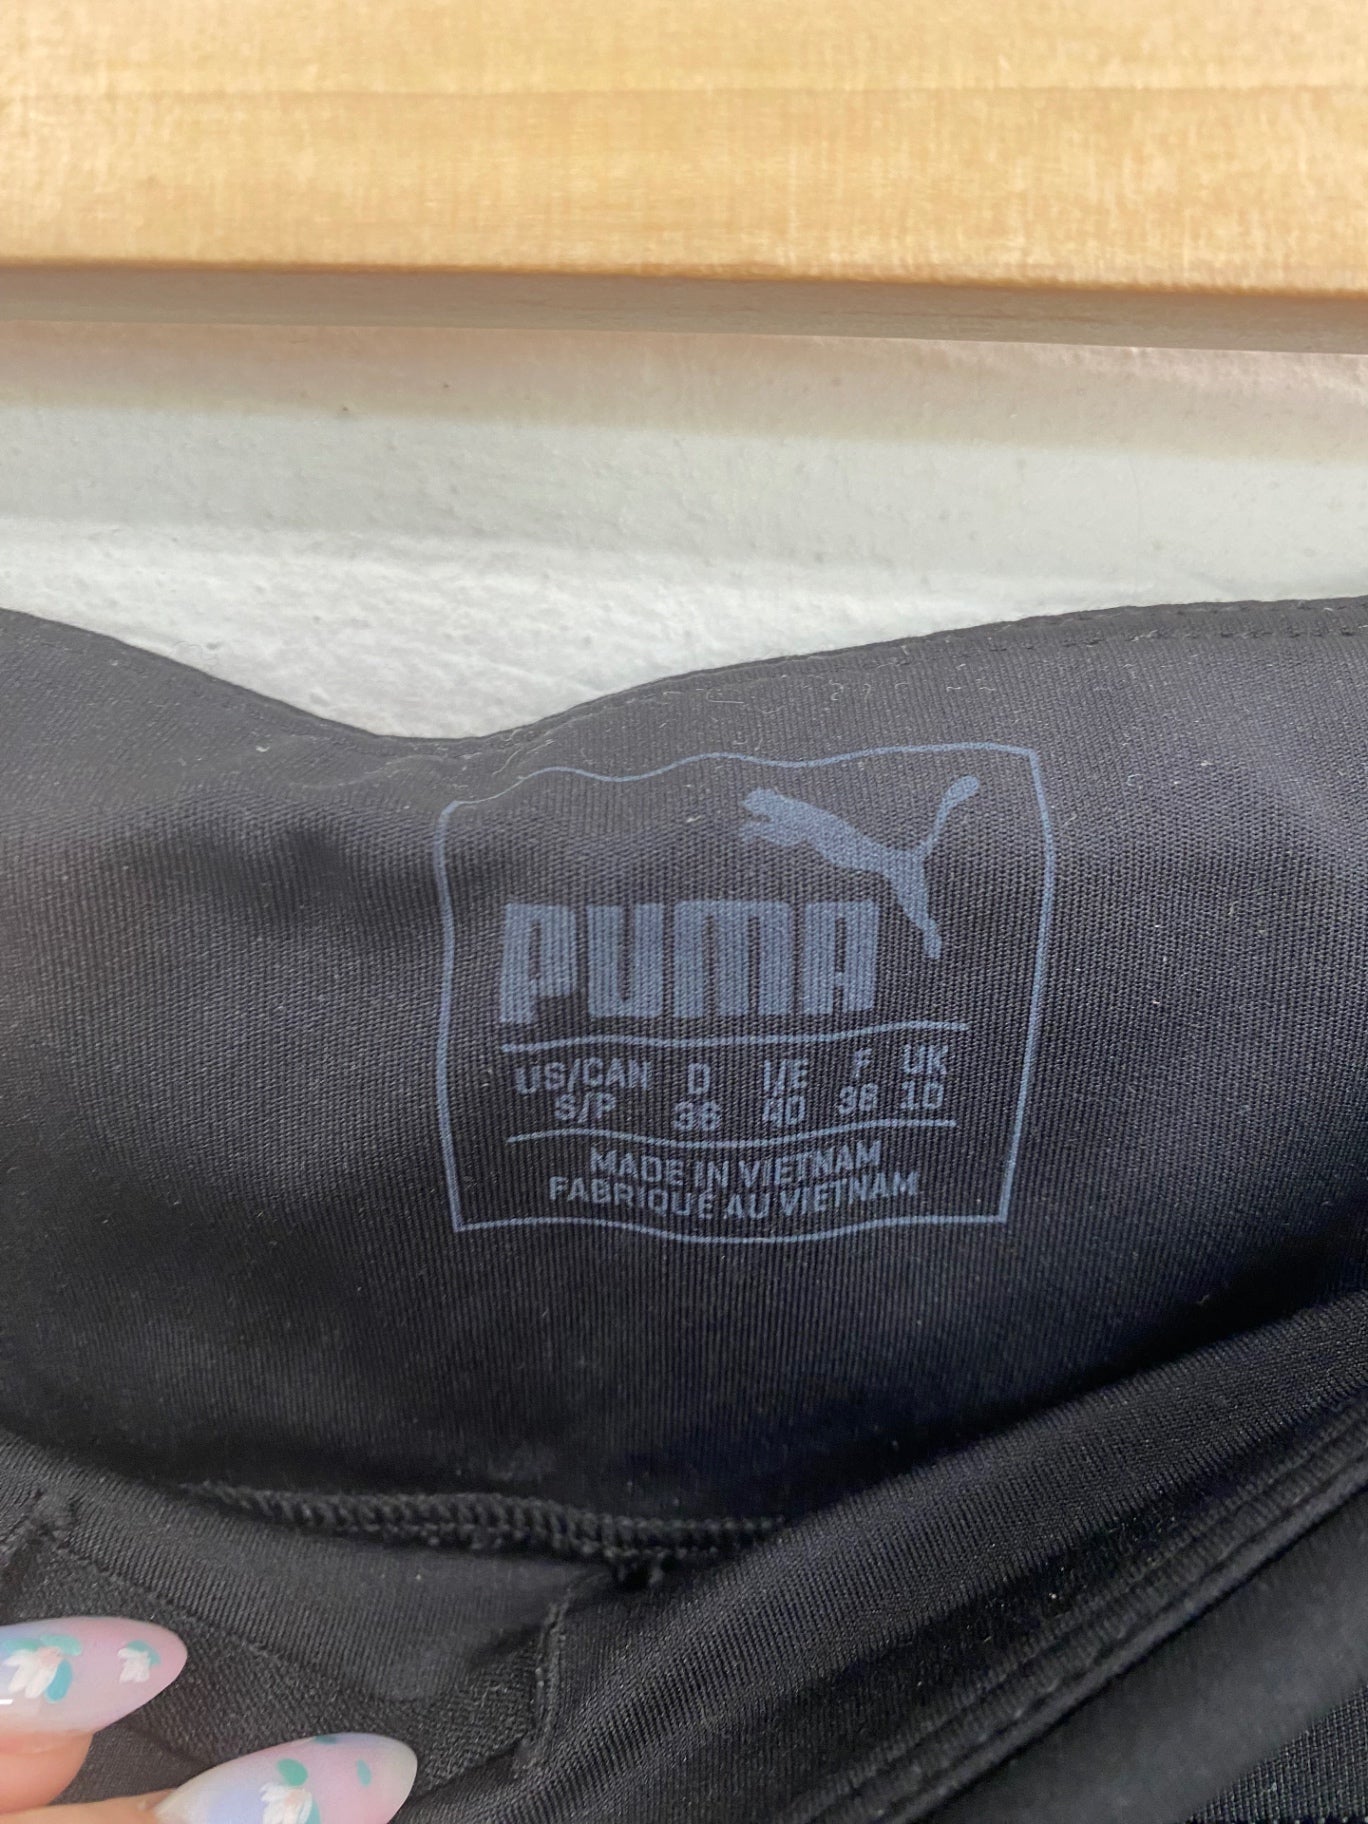 PUMA
US/CAN D I/E F UK
S/P 36 40 38 10
MADE IN VIETNAM
FABRIQUÉ AU VIETNAM